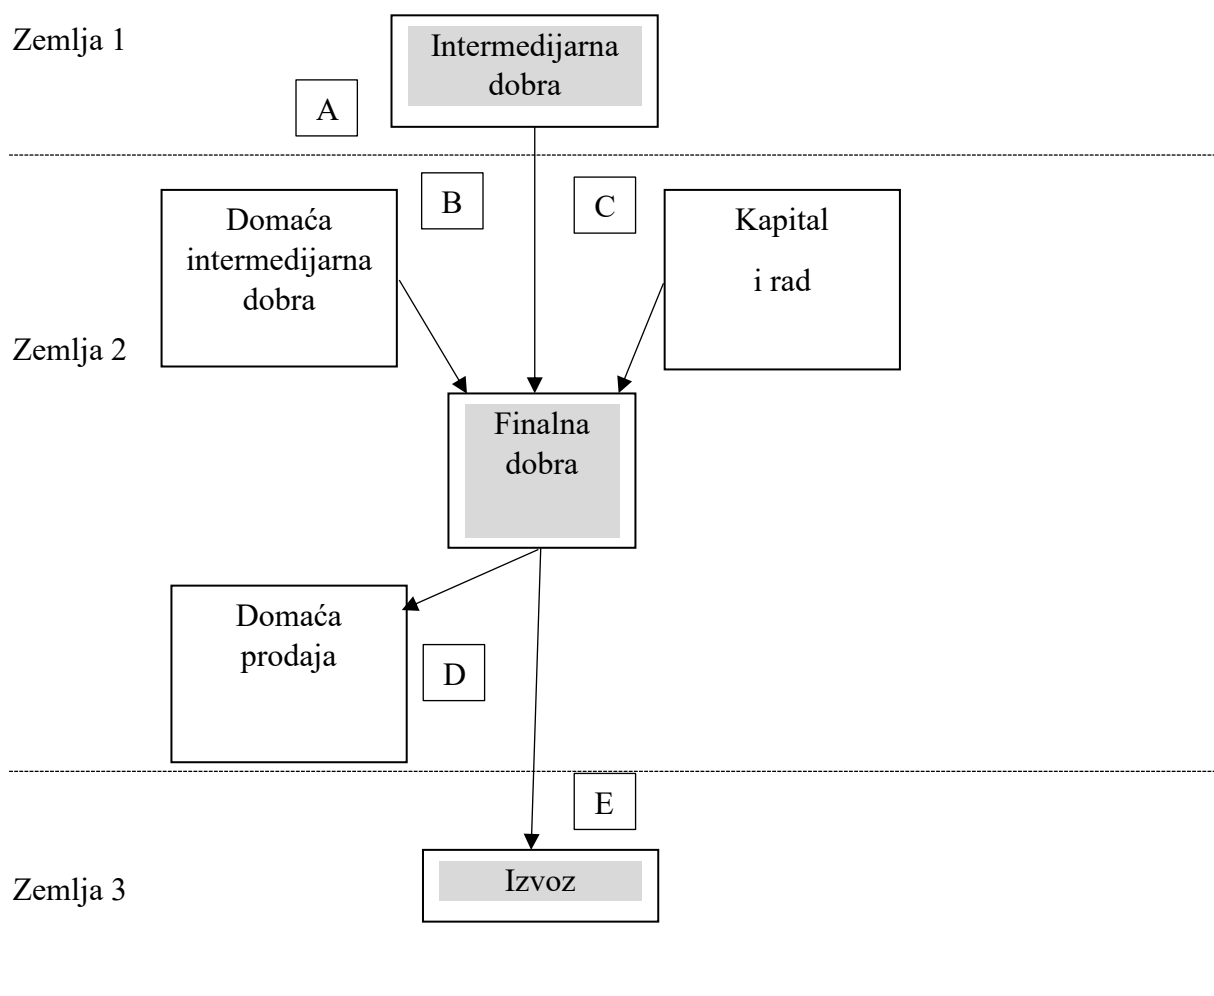 Zemlja 1
Intermedijarna
dobra
A
B
C
Domaća
intermedijarna
dobra
Kapital
i rad
Zemlja 2
Finalna
dobra
Domaća
prodaja
D
E
Izvoz
Zemlja 3